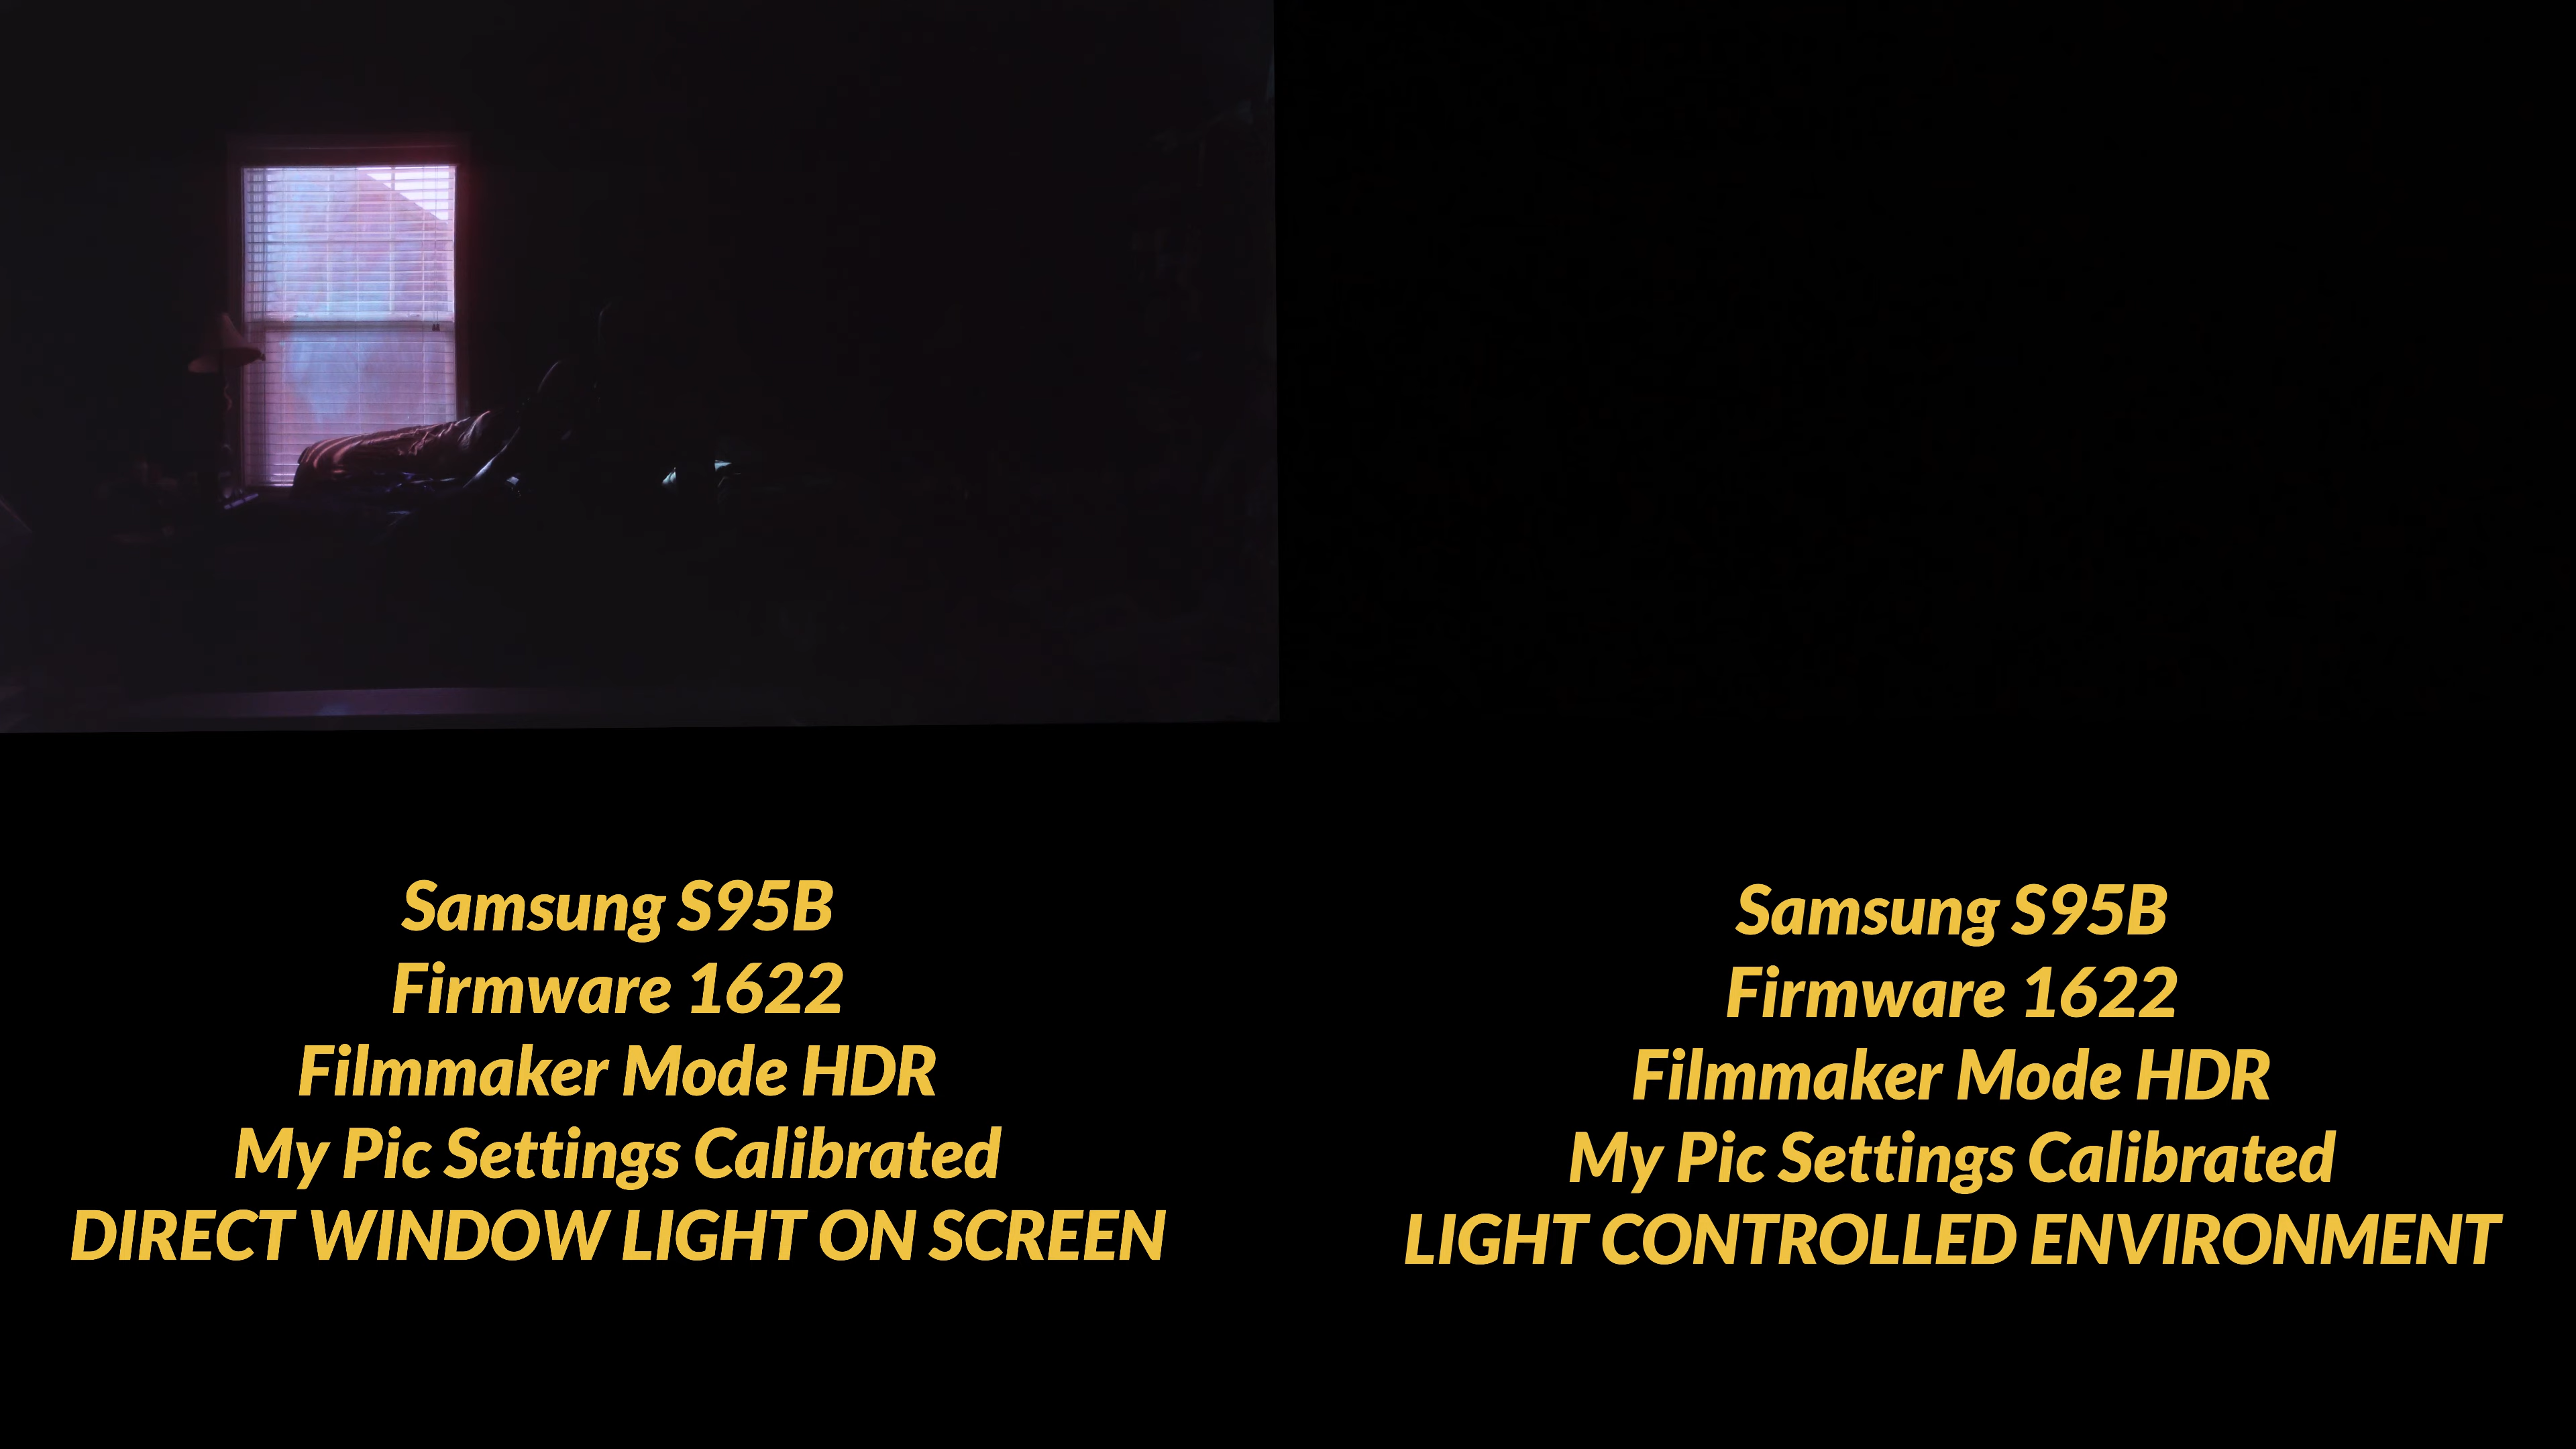 Samsung S95B
Firmware 1622
Filmmaker Mode HDR
My Pic Settings Calibrated
DIRECT WINDOW LIGHT ON SCREEN
Samsung S95B
Firmware 1622
Filmmaker Mode HDR
My Pic Settings Calibrated
LIGHT CONTROLLED ENVIRONMENT